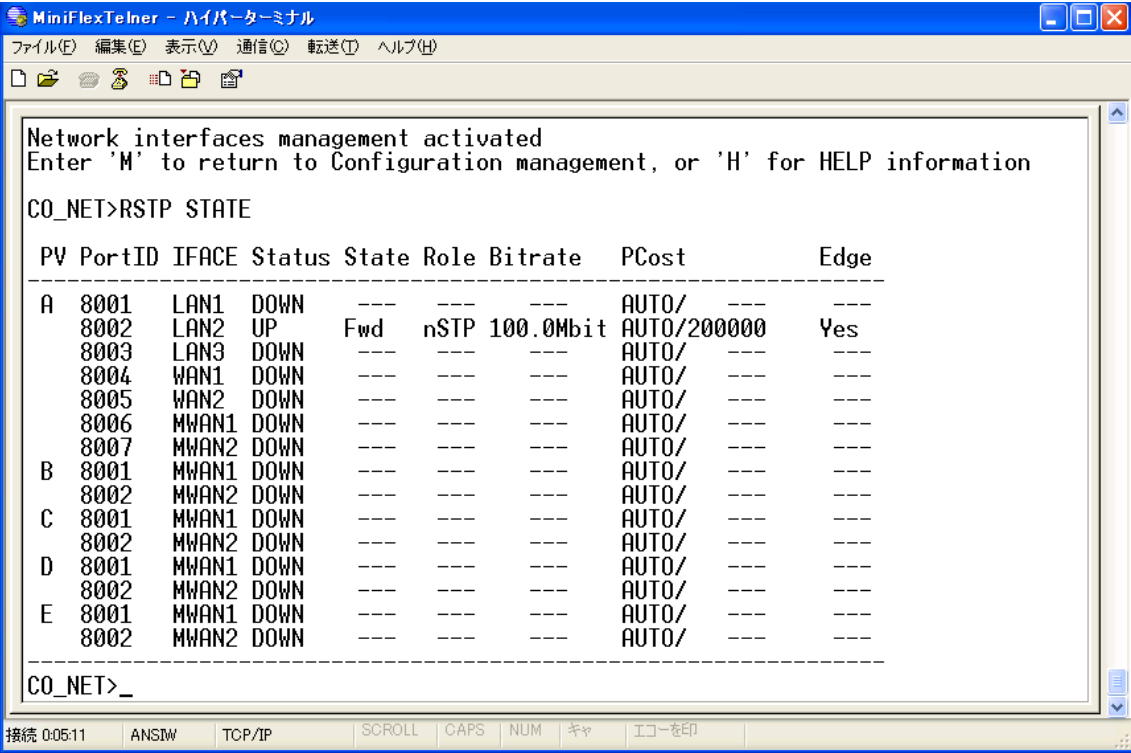 MiniFlexTelner - ハイパーターミナル
ファイル(F) 編集(E) 表示(V) 通信(C) 転送(T) ヘルプ(H)
Network interfaces management activated
Enter 'M' to return to Configuration management, or 'H' for HELP information
CO_NET>RSTP STATE
PV PortID IFACE Status State Role Bitrate PCost Edge
-----------------------------------------------------------------
A 8001 LAN1 DOWN --- --- --- AUTO/ --- ---
8002 LAN2 UP Fwd nSTP 100.0Mbit AUTO/200000 Yes
8003 LAN3 DOWN --- --- --- AUTO/ --- ---
8004 WAN1 DOWN --- --- --- AUTO/ --- ---
8005 WAN2 DOWN --- --- --- AUTO/ --- ---
8006 MWAN1 DOWN --- --- --- AUTO/ --- ---
8007 MWAN2 DOWN --- --- --- AUTO/ --- ---
B 8001 MWAN1 DOWN --- --- --- AUTO/ --- ---
8002 MWAN2 DOWN --- --- --- AUTO/ --- ---
C 8001 MWAN1 DOWN --- --- --- AUTO/ --- ---
8002 MWAN2 DOWN --- --- --- AUTO/ --- ---
D 8001 MWAN1 DOWN --- --- --- AUTO/ --- ---
8002 MWAN2 DOWN --- --- --- AUTO/ --- ---
E 8001 MWAN1 DOWN --- --- --- AUTO/ --- ---
8002 MWAN2 DOWN --- --- --- AUTO/ --- ---
-----------------------------------------------------------------
CO_NET>_
接続 0:05:11 ANSIW TCP/IP SCROLL CAPS NUM キャ エコーを印